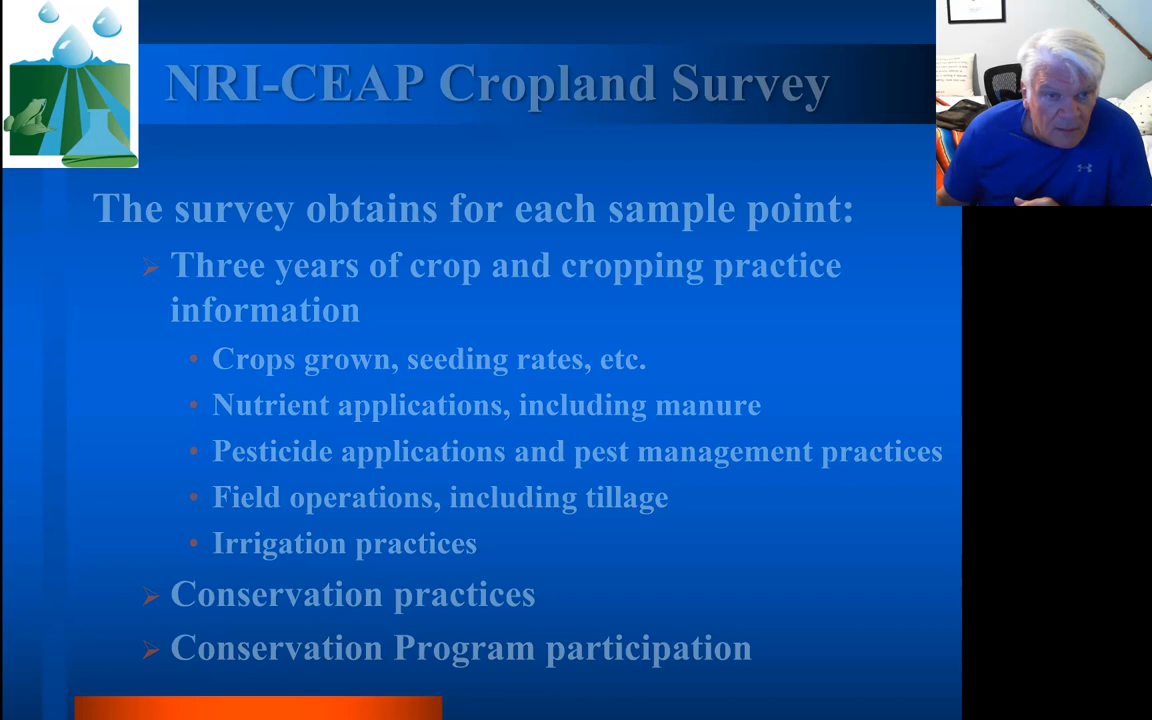 NRI-CEAP Cropland Survey
The survey obtains for each sample point:
Three years of crop and cropping practice
information
Crops grown, seeding rates, etc.
Nutrient applications, including manure
Pesticide applications and pest management practices
Field operations, including tillage
Irrigation practices
Conservation practices
Conservation Program participation